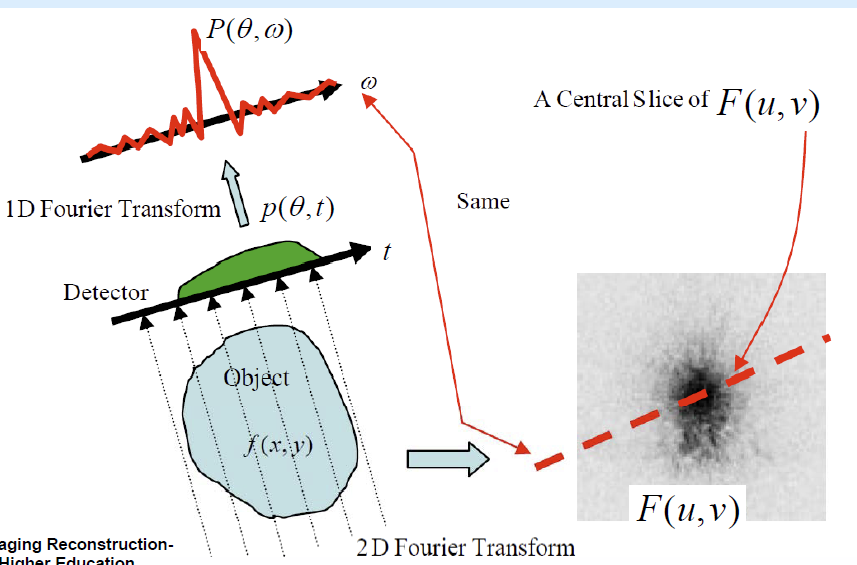 P(θ, ω)
ω
A Central Slice of F(u, v)
1D Fourier Transform
p(θ, t)
Same
t
Detector
Object
f(x, y)
F(u, v)
2D Fourier Transform
aging Reconstruction-
Higher Education